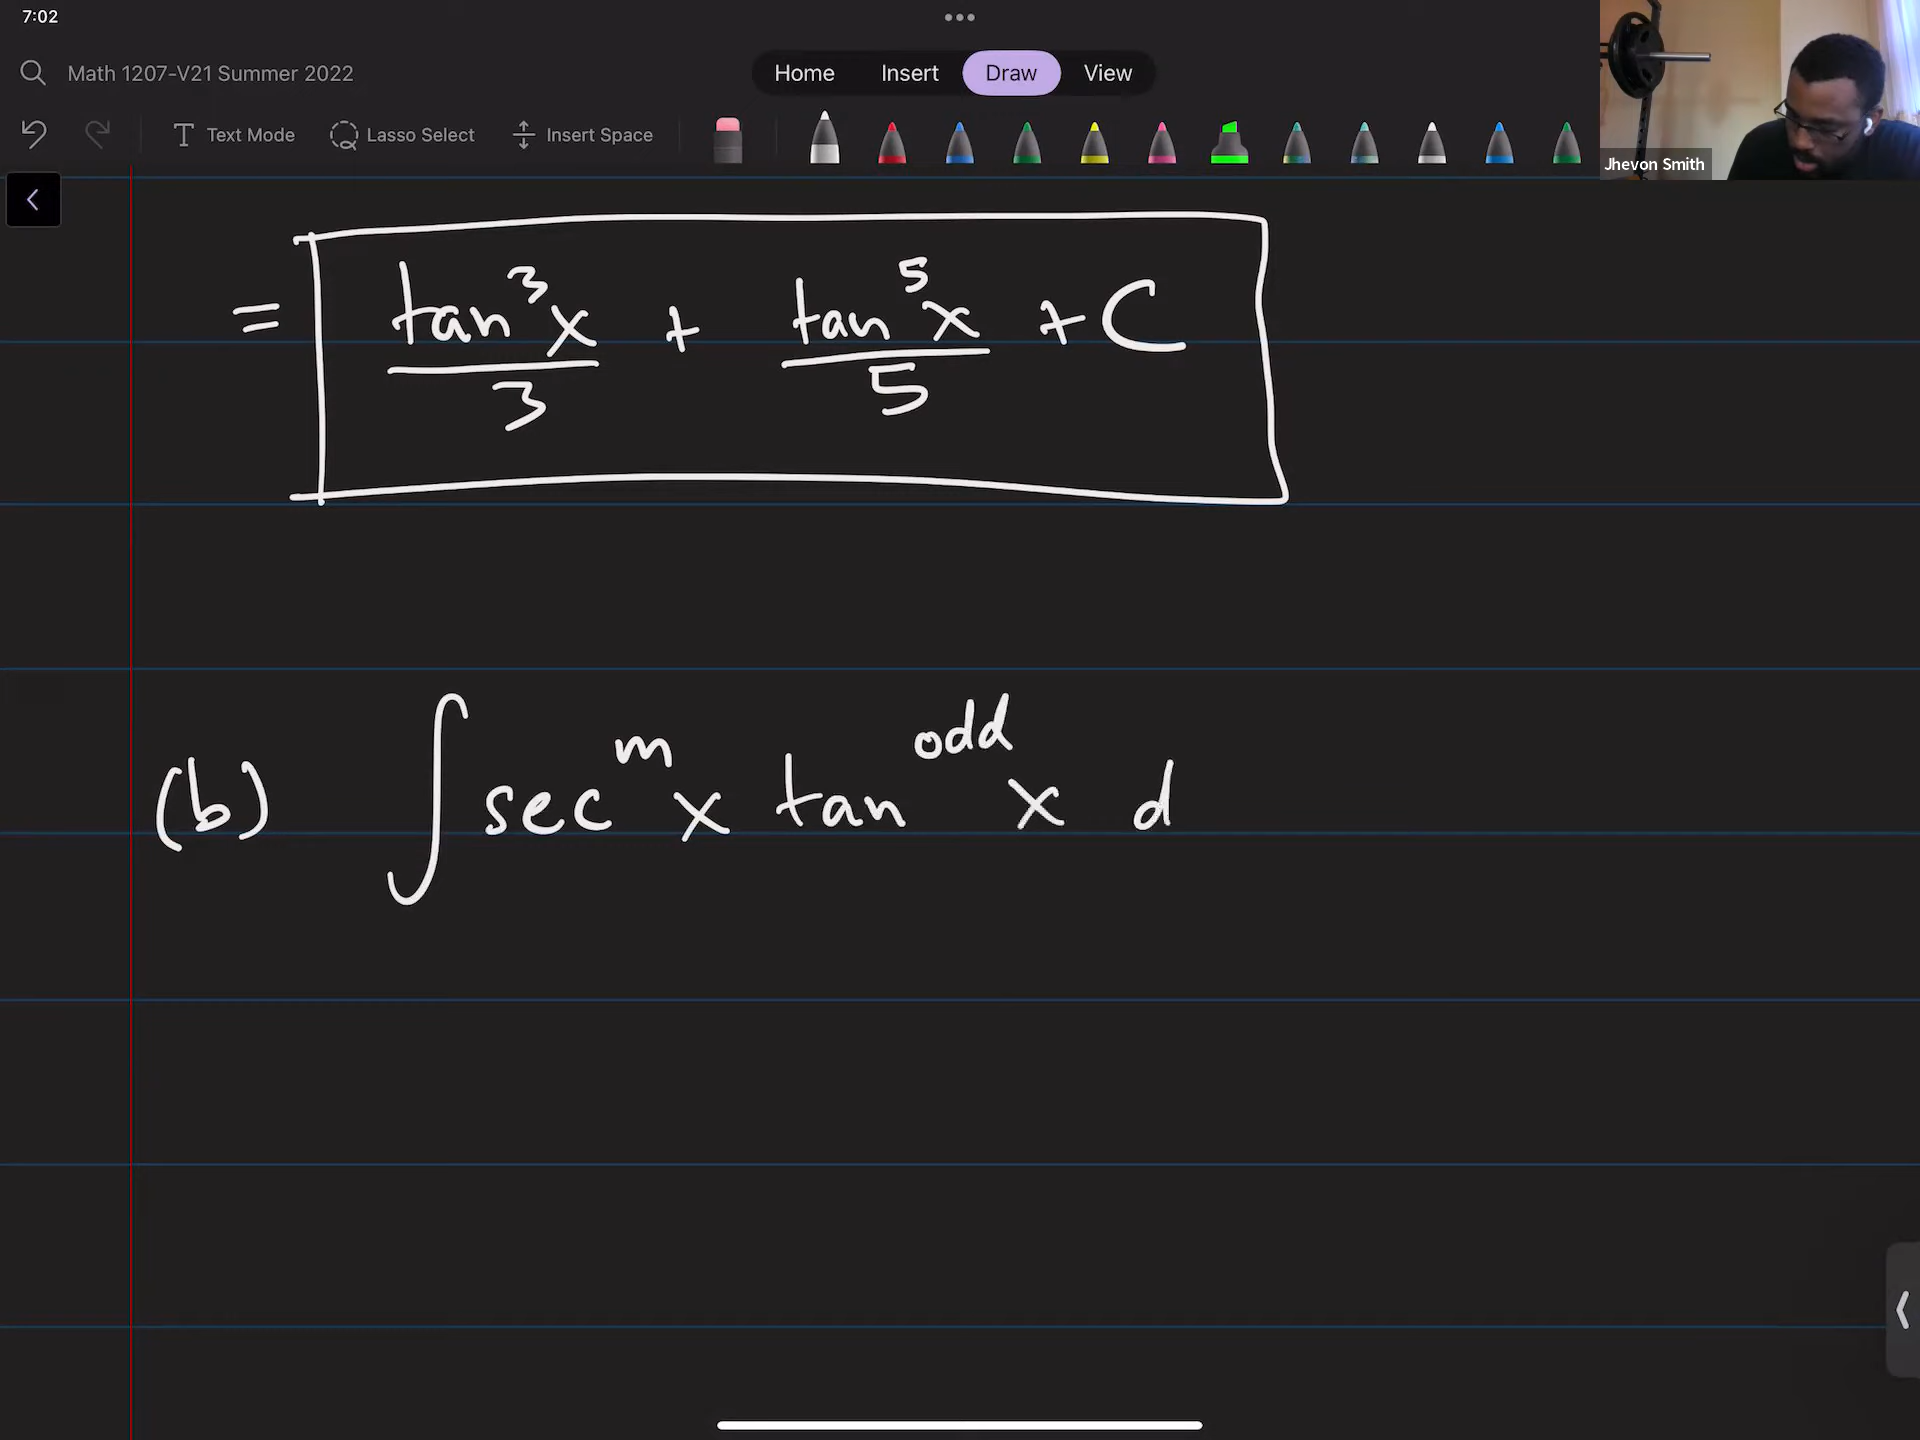 7:02
Math 1207-V21 Summer 2022
Home Insert Draw View
Text Mode Lasso Select Insert Space
Jhevon Smith
= tan³x/3 + tan⁵x/5 + C
(b) ∫ sec^m x tan^odd x d